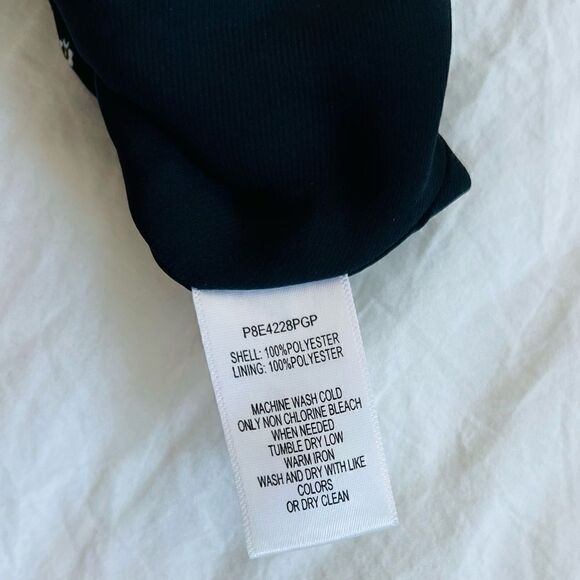 P8E4228PGP
SHELL: 100%POLYESTER
LINING: 100%POLYESTER
MACHINE WASH COLD
ONLY NON CHLORINE BLEACH
WHEN NEEDED
TUMBLE DRY LOW
WARM IRON
WASH AND DRY WITH LIKE
COLORS
OR DRY CLEAN